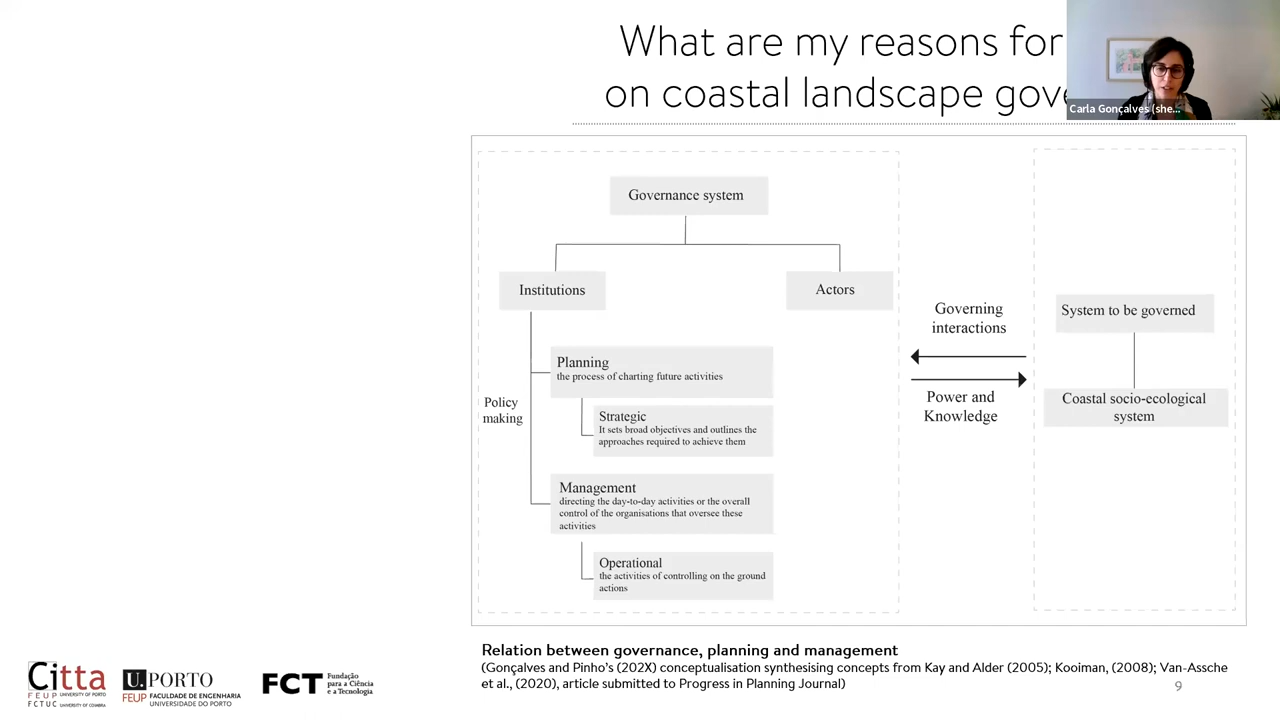 What are my reasons for
on coastal landscape gove
Carla Gonçalves (she...
Governance system
Institutions
Actors
Governing
interactions
Power and
Knowledge
System to be governed
Coastal socio-ecological
system
Policy
making
Planning
the process of charting future activities
Strategic
It sets broad objectives and outlines the
approaches required to achieve them
Management
directing the day-to-day activities or the overall
control of the organisations that oversee these
activities
Operational
the activities of controlling on the ground
actions
Relation between governance, planning and management
(Gonçalves and Pinho's (202X) conceptualisation synthesising concepts from Kay and Alder (2005); Kooiman, (2008); Van-Assche
et al., (2020), article submitted to Progress in Planning Journal)
9
Citta
FEUP UNIVERSITY OF PORTO
FCTUC UNIVERSITY OF COIMBRA
U.PORTO
FEUP FACULDADE DE ENGENHARIA
UNIVERSIDADE DO PORTO
FCT Fundação
para a Ciência
e a Tecnologia